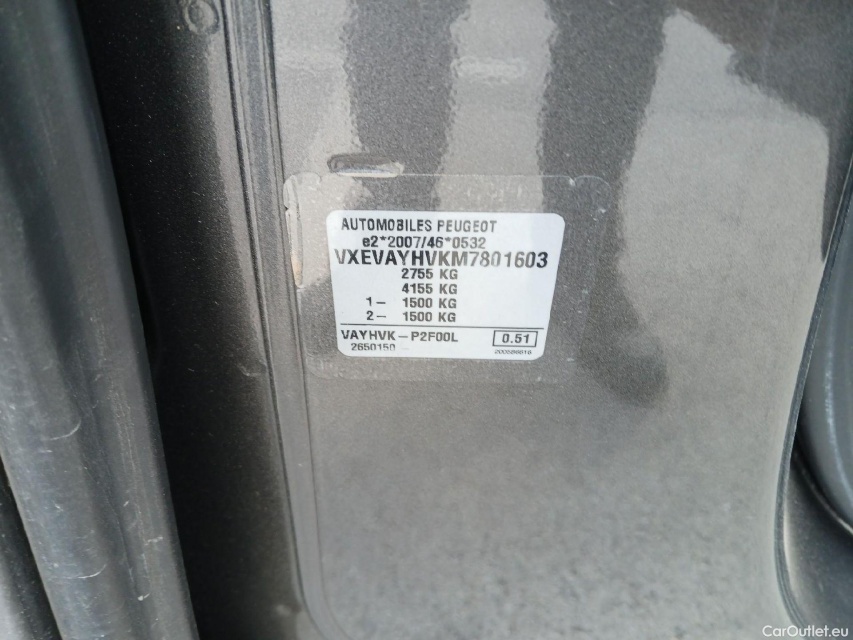 AUTOMOBILES PEUGEOT
e2*2007/46*0532
VXEVAYHVKM7801603
2755 KG
4155 KG
1- 1500 KG
2- 1500 KG
VAYHVK-P2F00L 0.51
2650150
CarOutlet.eu